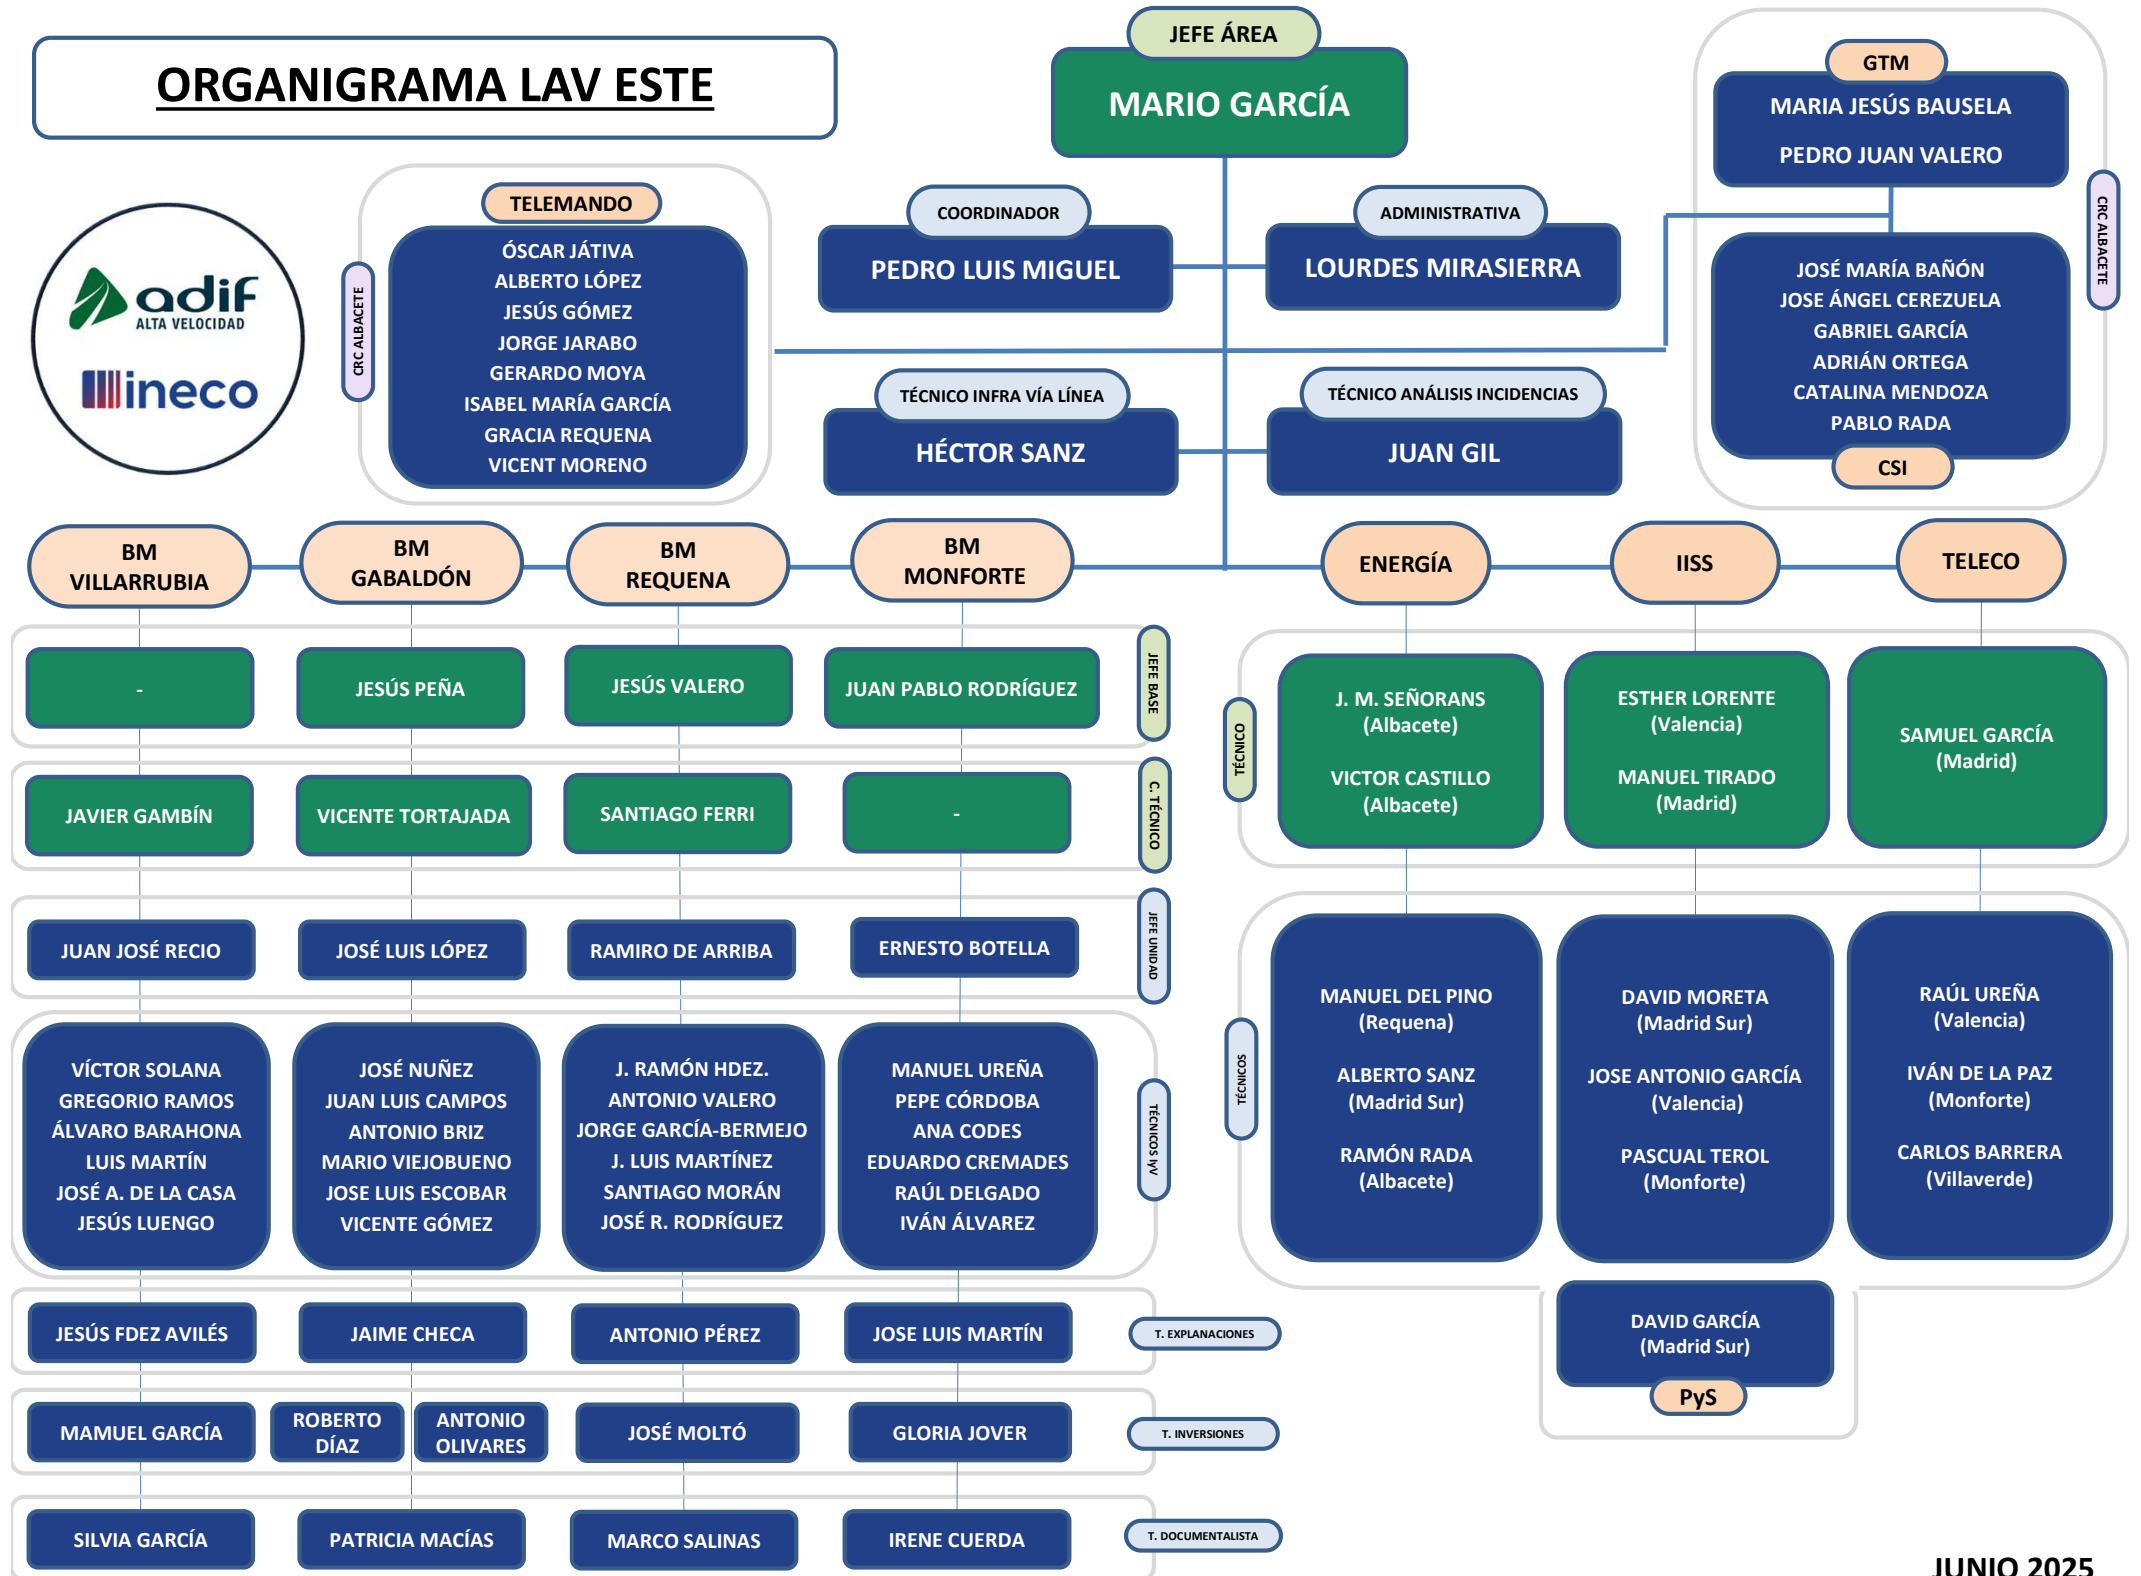 ORGANIGRAMA LAV ESTE
JEFE ÁREA
MARIO GARCÍA
GTM
MARIA JESÚS BAUSELA
PEDRO JUAN VALERO
CRC ALBACETE
JOSÉ MARÍA BAÑÓN
JOSE ÁNGEL CEREZUELA
GABRIEL GARCÍA
ADRIÁN ORTEGA
CATALINA MENDOZA
PABLO RADA
CSI
adif
ALTA VELOCIDAD
ineco
TELEMANDO
CRC ALBACETE
ÓSCAR JÁTIVA
ALBERTO LÓPEZ
JESÚS GÓMEZ
JORGE JARABO
GERARDO MOYA
ISABEL MARÍA GARCÍA
GRACIA REQUENA
VICENT MORENO
COORDINADOR
PEDRO LUIS MIGUEL
ADMINISTRATIVA
LOURDES MIRASIERRA
TÉCNICO INFRA VÍA LÍNEA
HÉCTOR SANZ
TÉCNICO ANÁLISIS INCIDENCIAS
JUAN GIL
BM
VILLARRUBIA
BM
GABALDÓN
BM
REQUENA
BM
MONFORTE
ENERGÍA
IISS
TELECO
-
JESÚS PEÑA
JESÚS VALERO
JUAN PABLO RODRÍGUEZ
JEFE BASE
JAVIER GAMBÍN
VICENTE TORTAJADA
SANTIAGO FERRI
-
C. TÉCNICO
JUAN JOSÉ RECIO
JOSÉ LUIS LÓPEZ
RAMIRO DE ARRIBA
ERNESTO BOTELLA
JEFE UNIDAD
VÍCTOR SOLANA
GREGORIO RAMOS
ÁLVARO BARAHONA
LUIS MARTÍN
JOSÉ A. DE LA CASA
JESÚS LUENGO
JOSÉ NUÑEZ
JUAN LUIS CAMPOS
ANTONIO BRIZ
MARIO VIEJOBUENO
JOSE LUIS ESCOBAR
VICENTE GÓMEZ
J. RAMÓN HDEZ.
ANTONIO VALERO
JORGE GARCÍA-BERMEJO
J. LUIS MARTÍNEZ
SANTIAGO MORÁN
JOSÉ R. RODRÍGUEZ
MANUEL UREÑA
PEPE CÓRDOBA
ANA CODES
EDUARDO CREMADES
RAÚL DELGADO
IVÁN ÁLVAREZ
TÉCNICOS IyV
JESÚS FDEZ AVILÉS
JAIME CHECA
ANTONIO PÉREZ
JOSE LUIS MARTÍN
T. EXPLANACIONES
MAMUEL GARCÍA
ROBERTO
DÍAZ
ANTONIO
OLIVARES
JOSÉ MOLTÓ
GLORIA JOVER
T. INVERSIONES
SILVIA GARCÍA
PATRICIA MACÍAS
MARCO SALINAS
IRENE CUERDA
T. DOCUMENTALISTA
TÉCNICO
J. M. SEÑORANS
(Albacete)
VICTOR CASTILLO
(Albacete)
ESTHER LORENTE
(Valencia)
MANUEL TIRADO
(Madrid)
SAMUEL GARCÍA
(Madrid)
TÉCNICOS
MANUEL DEL PINO
(Requena)
ALBERTO SANZ
(Madrid Sur)
RAMÓN RADA
(Albacete)
DAVID MORETA
(Madrid Sur)
JOSE ANTONIO GARCÍA
(Valencia)
PASCUAL TEROL
(Monforte)
RAÚL UREÑA
(Valencia)
IVÁN DE LA PAZ
(Monforte)
CARLOS BARRERA
(Villaverde)
DAVID GARCÍA
(Madrid Sur)
PyS
JUNIO 2025